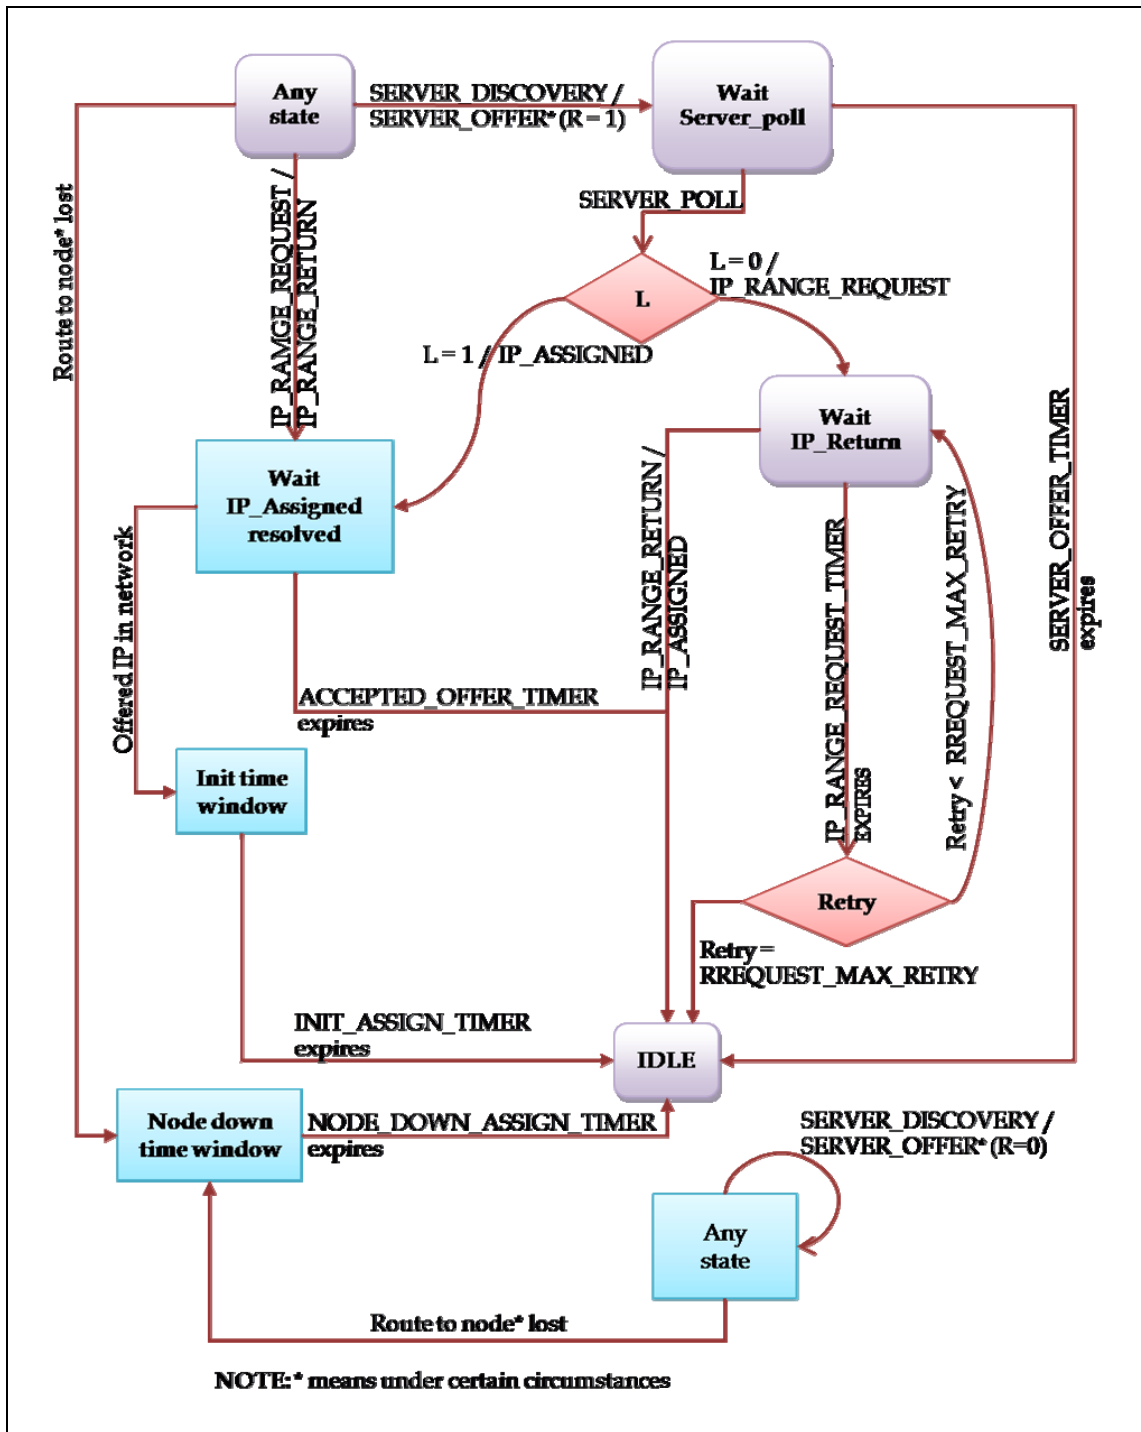 Any
state
SERVER_DISCOVERY /
SERVER_OFFER* (R = 1)
Wait
Server_poll
Route to node* lost
IP_RAMGE_REQUEST /
IP_RANGE_RETURN
SERVER_POLL
L
L = 0 /
IP_RANGE_REQUEST
L = 1 / IP_ASSIGNED
Wait
IP_Return
Wait
IP_Assigned
resolved
SERVER_OFFER_TIMER
expires
Offered IP in network
IP_RANGE_RETURN /
IP_ASSIGNED
IP_RANGE_REQUEST_TIMER
EXPIRES
Retry < RREQUEST_MAX_RETRY
ACCEPTED_OFFER_TIMER
expires
Init time
window
Retry
Retry =
RREQUEST_MAX_RETRY
INIT_ASSIGN_TIMER
expires
IDLE
Node down
time window
NODE_DOWN_ASSIGN_TIMER
expires
SERVER_DISCOVERY /
SERVER_OFFER* (R=0)
Any
state
Route to node* lost
NOTE: * means under certain circumstances